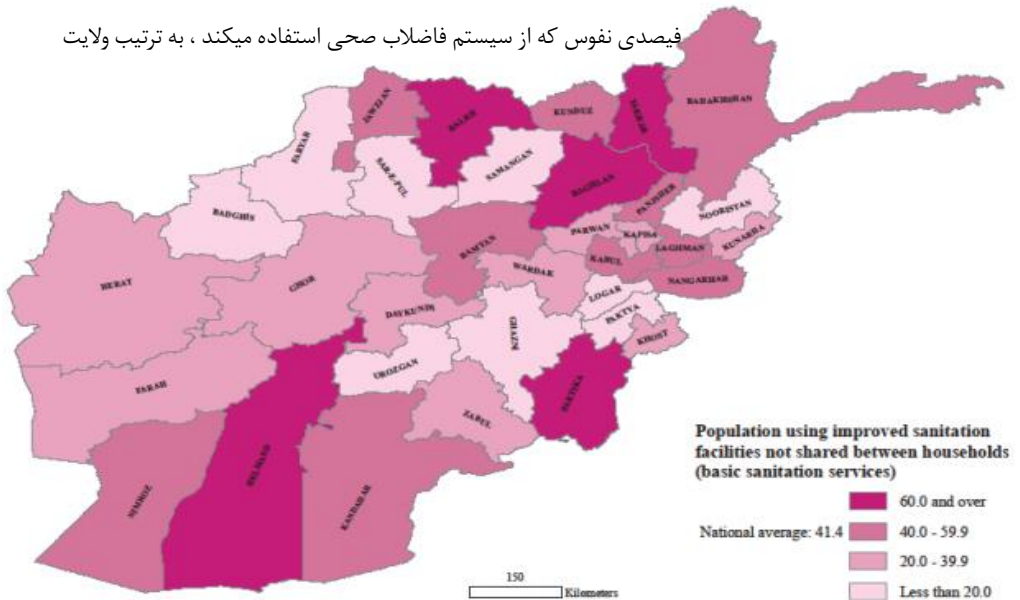 فیصدی نفوس که از سیستم فاضلاب صحی استفاده میکند ، به ترتیب ولایت
JAWZJAN
BALKH
KUNDUZ
TAKHAR
BADAKHSHAN
FARYAB
SAR-E-PUL
SAMANGAN
BAGHLAN
PANJSHER
NOORISTAN
BADGHIS
PARWAN
KAPISA
LAGHMAN
KUNARHA
BAMYAN
KABUL
NANGARHAR
HERAT
GHOR
WARDAK
LOGAR
DAYKUNDI
PAKTYA
GHAZNI
KHOST
UROZGAN
FARAH
PAKTIKA
ZABUL
NIMROZ
HELMAND
KANDAHAR
Population using improved sanitation
facilities not shared between households
(basic sanitation services)
60.0 and over
National average: 41.4
40.0 - 59.9
20.0 - 39.9
Less than 20.0
150
Kilometers